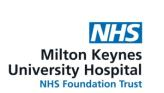 NHS
Milton Keynes
University Hospital
NHS Foundation Trust